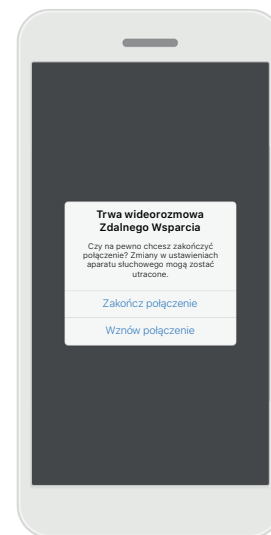 Trwa wideorozmowa
Zdalnego Wsparcia
Czy na pewno chcesz zakończyć
połączenie? Zmiany w ustawieniach
aparatu słuchowego mogą zostać
utracone.
Zakończ połączenie
Wznów połączenie